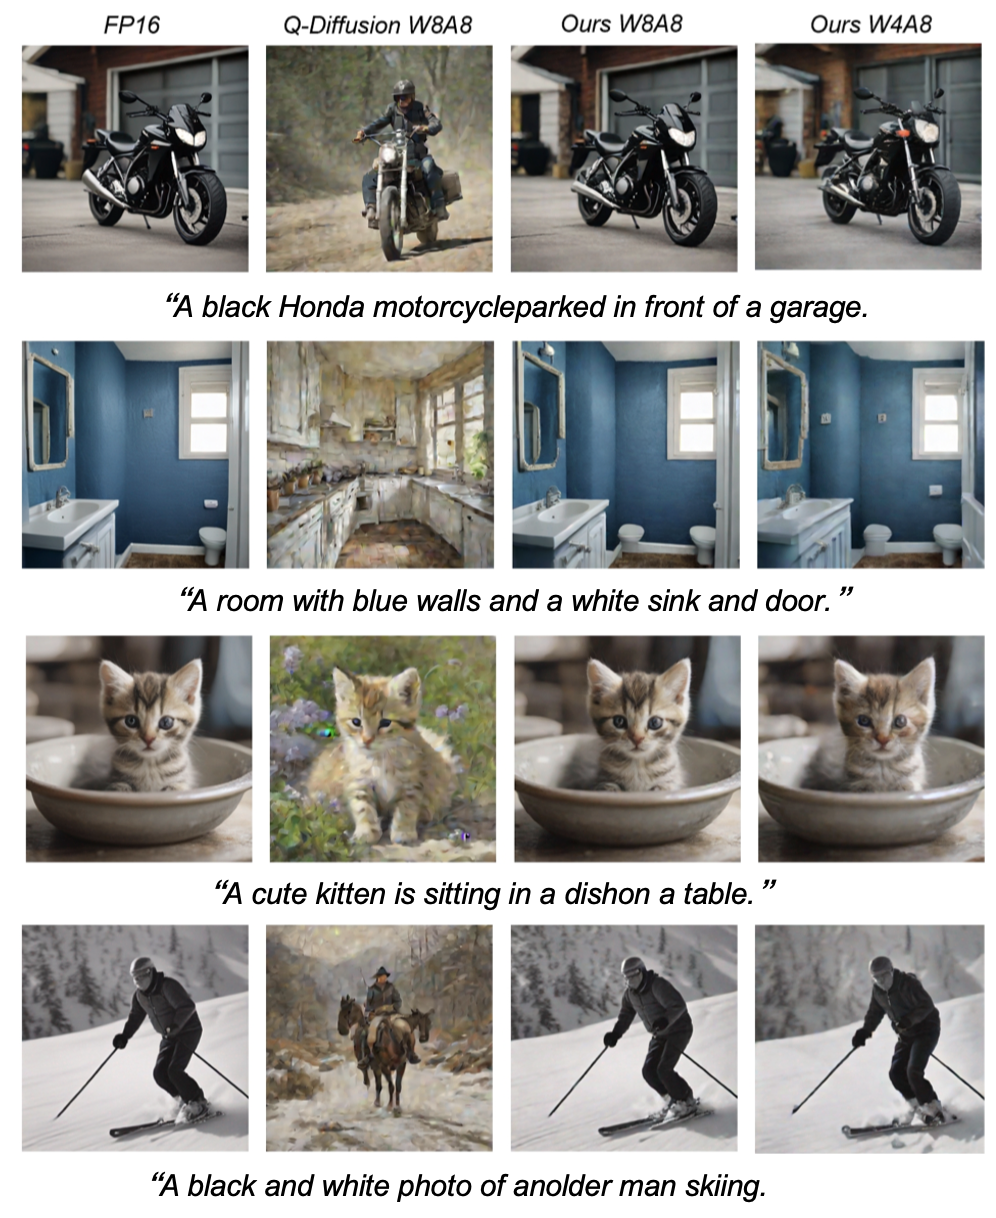 FP16
Q-Diffusion W8A8
Ours W8A8
Ours W4A8
“A black Honda motorcycleparked in front of a garage.
“A room with blue walls and a white sink and door.”
“A cute kitten is sitting in a dishon a table.”
“A black and white photo of anolder man skiing.